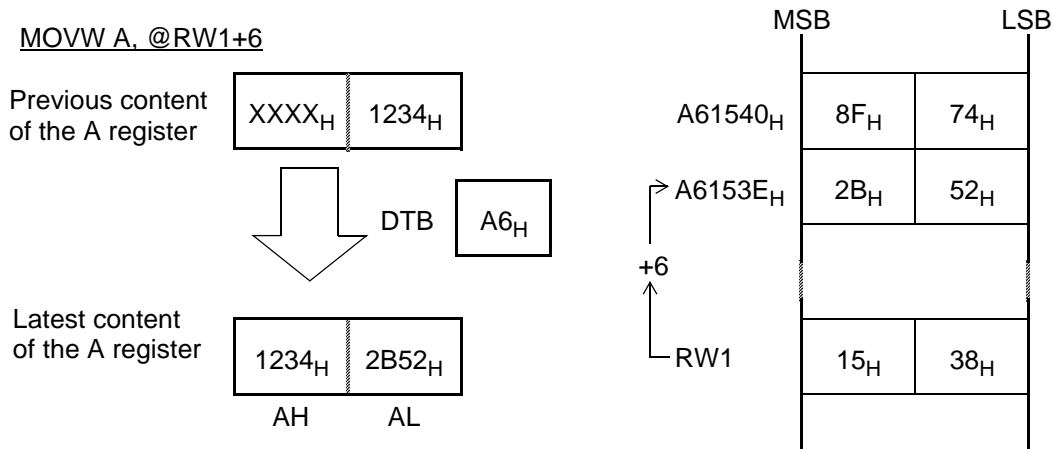 MOVW A, @RW1+6
Previous content
of the A register
XXXXH 1234H
DTB A6H
Latest content
of the A register
1234H 2B52H
AH AL
MSB LSB
A61540H 8FH 74H
A6153EH 2BH 52H
+6
RW1 15H 38H